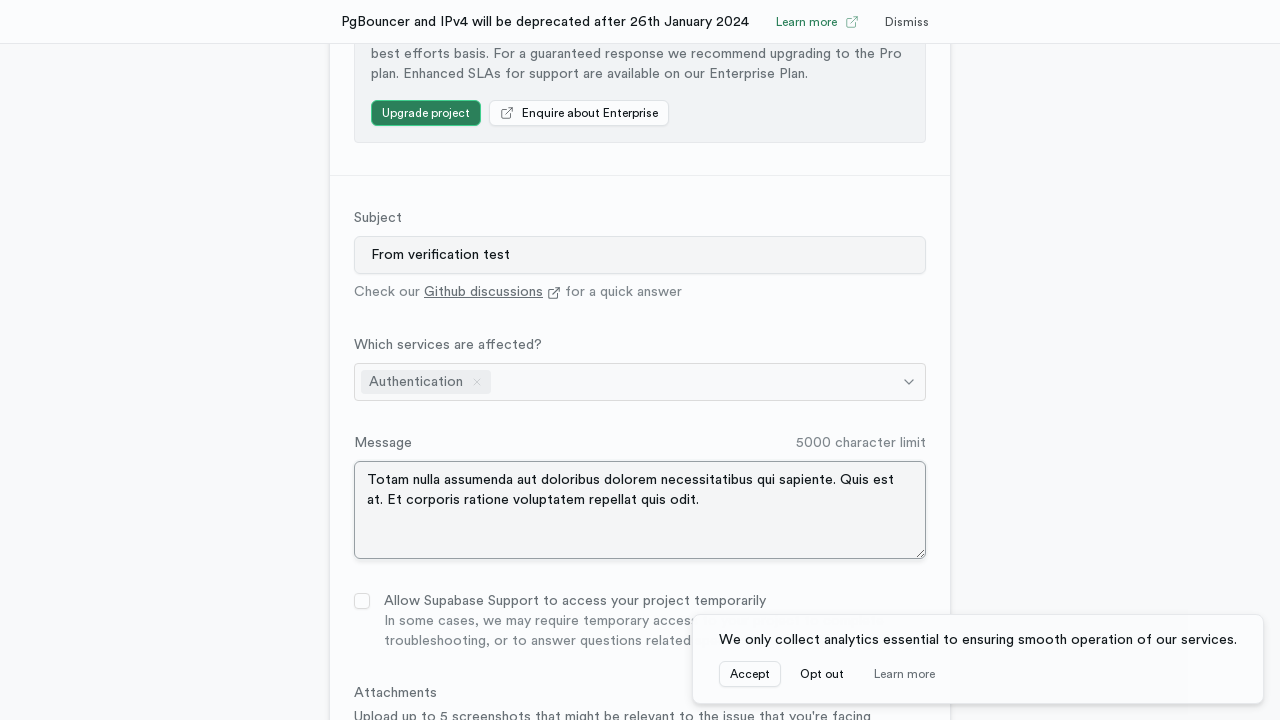 PgBouncer and IPv4 will be deprecated after 26th January 2024 Learn more Dismiss
best efforts basis. For a guaranteed response we recommend upgrading to the Pro
plan. Enhanced SLAs for support are available on our Enterprise Plan.
Upgrade project Enquire about Enterprise
Subject
From verification test
Check our Github discussions for a quick answer
Which services are affected?
Authentication
Message 5000 character limit
Totam nulla assumenda aut doloribus dolorem necessitatibus qui sapiente. Quis est
at. Et corporis ratione voluptatem repellat quis odit.
Allow Supabase Support to access your project temporarily
In some cases, we may require temporary access
troubleshooting, or to answer questions related
We only collect analytics essential to ensuring smooth operation of our services.
Accept Opt out Learn more
Attachments
Upload up to 5 screenshots that might be relevant to the issue that you're facing